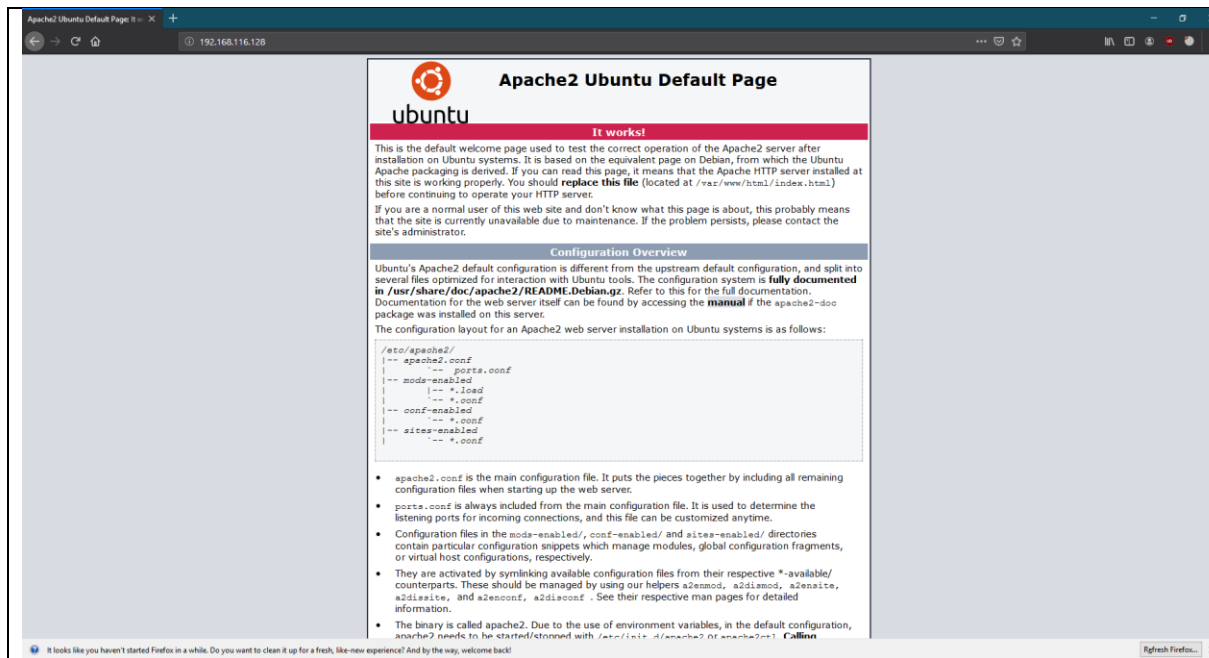 Apache2 Ubuntu Default Page: It w
192.168.116.128
ubuntu
Apache2 Ubuntu Default Page
It works!
This is the default welcome page used to test the correct operation of the Apache2 server after
installation on Ubuntu systems. It is based on the equivalent page on Debian, from which the Ubuntu
Apache packaging is derived. If you can read this page, it means that the Apache HTTP server installed at
this site is working properly. You should replace this file (located at /var/www/html/index.html)
before continuing to operate your HTTP server.
If you are a normal user of this web site and don't know what this page is about, this probably means
that the site is currently unavailable due to maintenance. If the problem persists, please contact the
site's administrator.
Configuration Overview
Ubuntu's Apache2 default configuration is different from the upstream default configuration, and split into
several files optimized for interaction with Ubuntu tools. The configuration system is fully documented
in /usr/share/doc/apache2/README.Debian.gz. Refer to this for the full documentation.
Documentation for the web server itself can be found by accessing the manual if the apache2-doc
package was installed on this server.
The configuration layout for an Apache2 web server installation on Ubuntu systems is as follows:
/etc/apache2/
|-- apache2.conf
|       `--  ports.conf
|-- mods-enabled
|       |-- *.load
|       `-- *.conf
|-- conf-enabled
|       `-- *.conf
|-- sites-enabled
|       `-- *.conf
• apache2.conf is the main configuration file. It puts the pieces together by including all remaining
configuration files when starting up the web server.
• ports.conf is always included from the main configuration file. It is used to determine the
listening ports for incoming connections, and this file can be customized anytime.
• Configuration files in the mods-enabled/, conf-enabled/ and sites-enabled/ directories
contain particular configuration snippets which manage modules, global configuration fragments,
or virtual host configurations, respectively.
• They are activated by symlinking available configuration files from their respective *-available/
counterparts. These should be managed by using our helpers a2enmod, a2dismod, a2ensite,
a2dissite, and a2enconf, a2disconf . See their respective man pages for detailed
information.
• The binary is called apache2. Due to the use of environment variables, in the default configuration,
apache2 needs to be started/stopped with /etc/init.d/apache2 or apache2ctl. Calling
It looks like you haven't started Firefox in a while. Do you want to clean it up for a fresh, like-new experience? And by the way, welcome back!
Refresh Firefox...